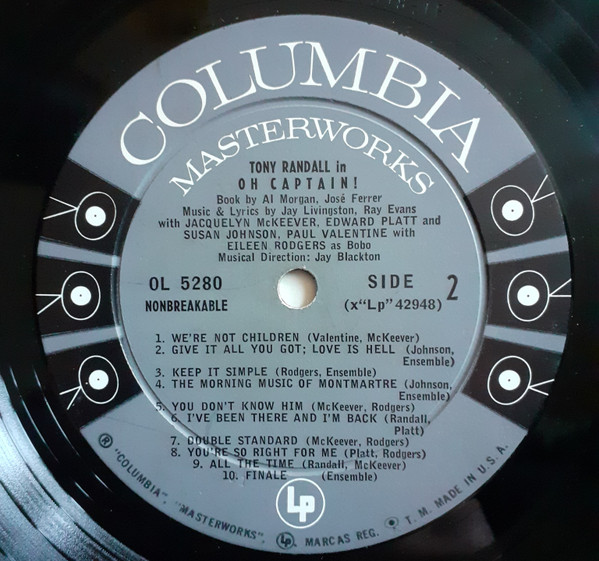 COLUMBIA
MASTERWORKS
TONY RANDALL in
OH CAPTAIN!
Book by Al Morgan, José Ferrer
Music & Lyrics by Jay Livingston, Ray Evans
with JACQUELYN McKEEVER, EDWARD PLATT and
SUSAN JOHNSON, PAUL VALENTINE with
EILEEN RODGERS as Bobo
Musical Direction: Jay Blackton
OL 5280 SIDE 2
NONBREAKABLE (x"Lp" 42948)
1. WE'RE NOT CHILDREN (Valentine, McKeever)
2. GIVE IT ALL YOU GOT; LOVE IS HELL (Johnson,
Ensemble)
3. KEEP IT SIMPLE (Rodgers, Ensemble)
4. THE MORNING MUSIC OF MONTMARTRE (Johnson,
Ensemble)
5. YOU DON'T KNOW HIM (McKeever, Rodgers)
6. I'VE BEEN THERE AND I'M BACK (Randall,
Platt)
7. DOUBLE STANDARD (McKeever, Rodgers)
8. YOU'RE SO RIGHT FOR ME (Platt, Rodgers)
9. ALL THE TIME (Randall, McKeever)
10. FINALE (Ensemble)
Lp
® "COLUMBIA", "MASTERWORKS", Lp MARCAS REG. T. M. MADE IN U.S.A.